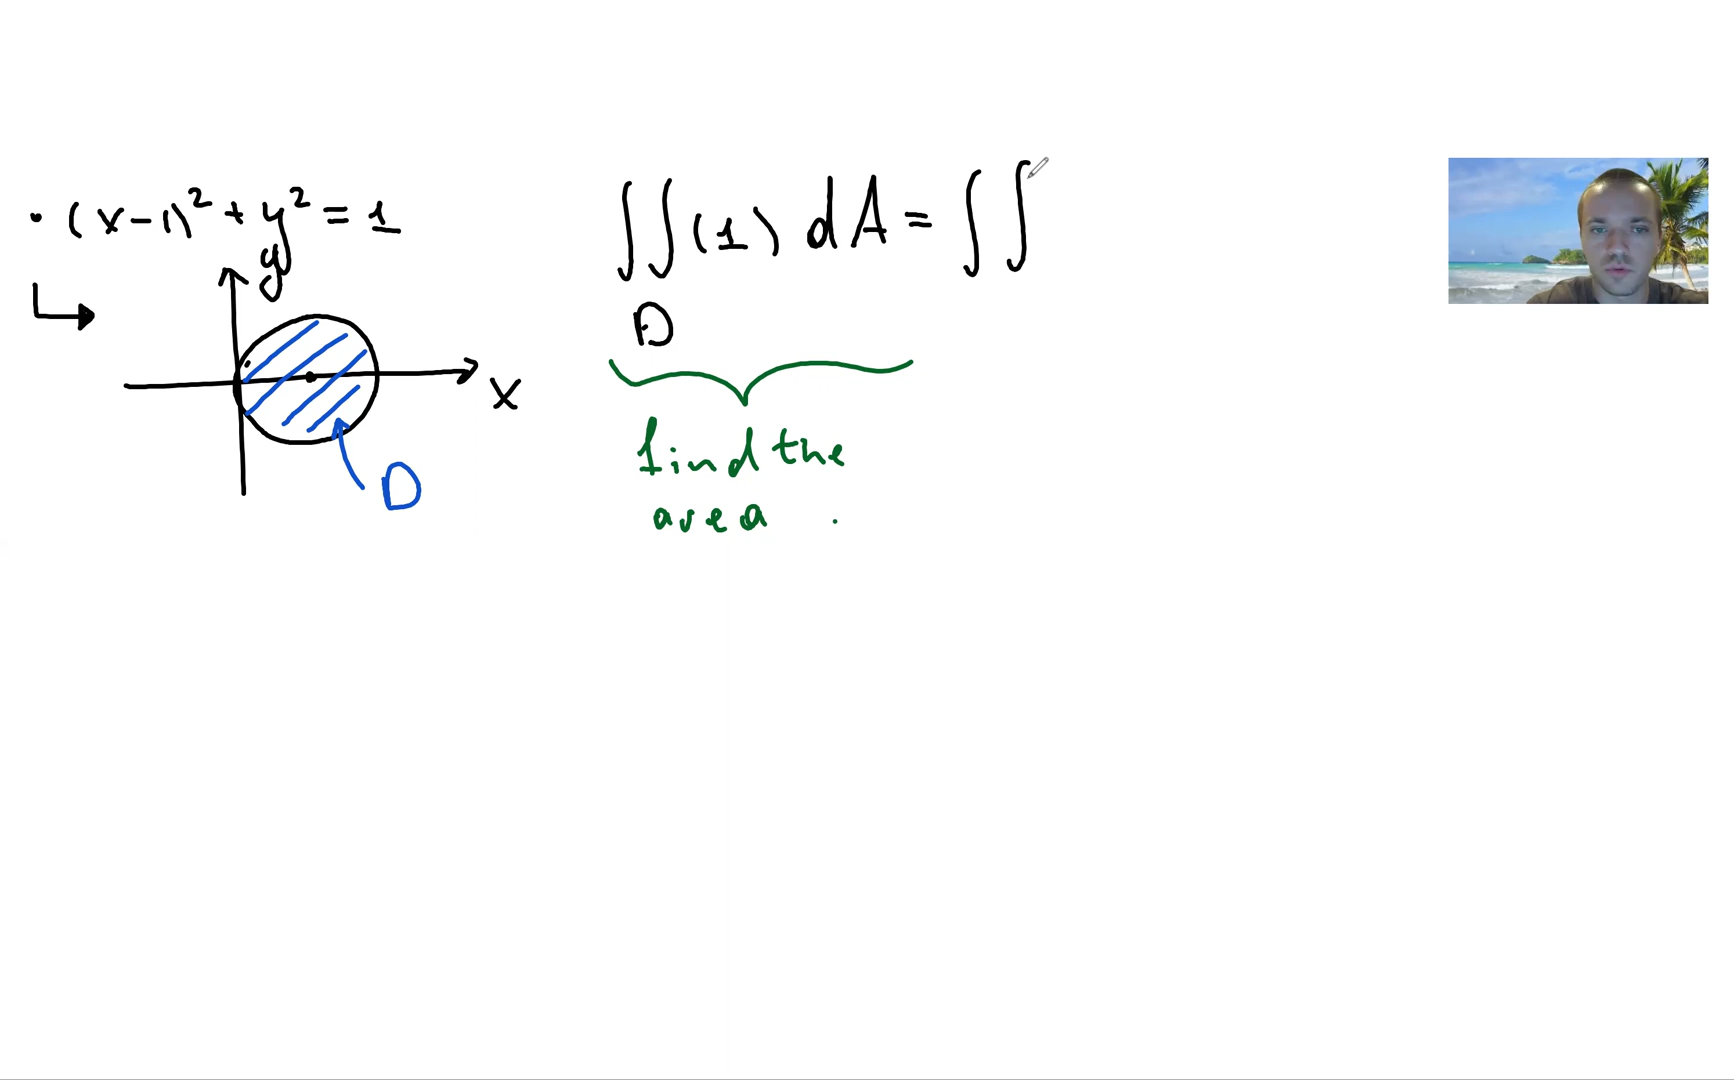 • (x-1)² + y² = 1
y
x
D
∫∫(1) dA = ∫∫
D
find the
area .